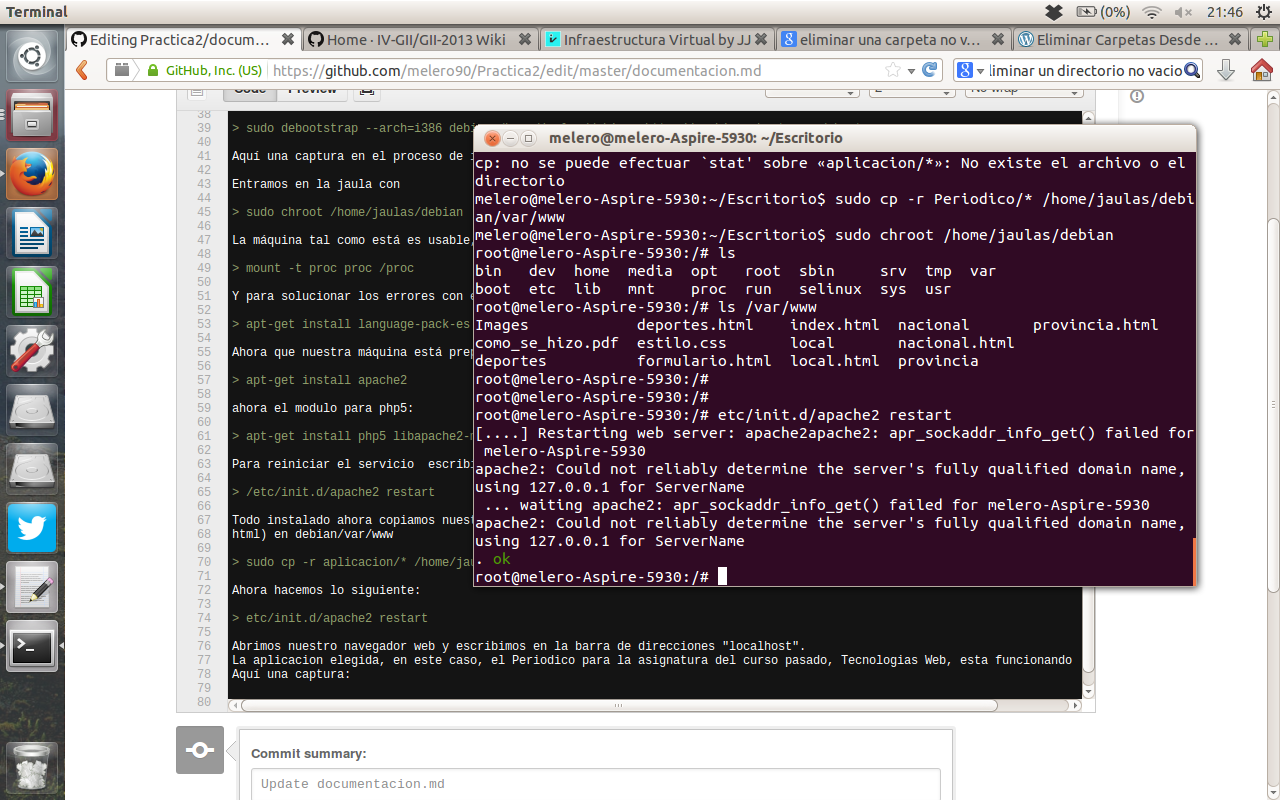 Terminal
(0%)
21:46
Editing Practica2/docum...
Home · IV-GII/GII-2013 Wiki
Infraestructura Virtual by JJ
eliminar una carpeta no v...
Eliminar Carpetas Desde ...
GitHub, Inc. (US)
https://github.com/melero90/Practica2/edit/master/documentacion.md
liminar un directorio no vacio
Code
Preview
No wrap
38
39 > sudo debootstrap --arch=i386
40
41 Aquí una captura en el proceso de
42
43 Entramos en la jaula con
44
45 > sudo chroot /home/jaulas/debian
46
47 La máquina tal como está es usable,
48
49 > mount -t proc proc /proc
50
51 Y para solucionar los errores con
52
53 > apt-get install language-pack-es
54
55 Ahora que nuestra máquina está
56
57 > apt-get install apache2
58
59 ahora el modulo para php5:
60
61 > apt-get install php5
62
63 Para reiniciar el servicio
64
65 > /etc/init.d/apache2 restart
66
67 Todo instalado ahora copiamos
68 html) en debian/var/www
69
70 > sudo cp -r aplicacion/*
71
72 Ahora hacemos lo siguiente:
73
74 > etc/init.d/apache2 restart
75
76 Abrimos nuestro navegador web y escribimos en la barra de direcciones "localhost".
77 La aplicacion elegida, en este caso, el Periodico para la asignatura del curso pasado, Tecnologias Web, esta funcionando
78 Aquí una captura:
79
80
melero@melero-Aspire-5930: ~/Escritorio
cp: no se puede efectuar `stat' sobre «aplicacion/*»: No existe el archivo o el
directorio
melero@melero-Aspire-5930:~/Escritorio$ sudo cp -r Periodico/* /home/jaulas/debi
an/var/www
melero@melero-Aspire-5930:~/Escritorio$ sudo chroot /home/jaulas/debian
root@melero-Aspire-5930:/# ls
bin dev home media opt root sbin srv tmp var
boot etc lib mnt proc run selinux sys usr
root@melero-Aspire-5930:/# ls /var/www
Images deportes.html index.html nacional provincia.html
como_se_hizo.pdf estilo.css local nacional.html
deportes formulario.html local.html provincia
root@melero-Aspire-5930:/#
root@melero-Aspire-5930:/#
root@melero-Aspire-5930:/# etc/init.d/apache2 restart
[....] Restarting web server: apache2apache2: apr_sockaddr_info_get() failed for
melero-Aspire-5930
apache2: Could not reliably determine the server's fully qualified domain name,
using 127.0.0.1 for ServerName
... waiting apache2: apr_sockaddr_info_get() failed for melero-Aspire-5930
apache2: Could not reliably determine the server's fully qualified domain name,
using 127.0.0.1 for ServerName
. ok
root@melero-Aspire-5930:/#
Commit summary:
Update documentacion.md